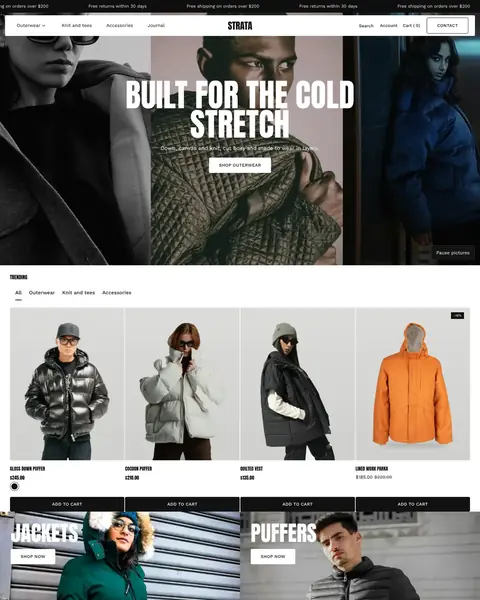 ng on orders over $200 Free returns within 30 days Free shipping on orders over $200 Free returns within 30 days Free shipping on orders over $200
Outerwear Knit and tees Accessories Journal STRATA Search Account Cart (0) CONTACT
BUILT FOR THE COLD
STRETCH
Down, canvas and knit, cut boxy and made to wear in layers.
SHOP OUTERWEAR
Pause pictures
TRENDING
All Outerwear Knit and tees Accessories
GLOSS DOWN PUFFER COCOON PUFFER QUILTED VEST LINED WORK PARKA
$245.00 $210.00 $135.00 $185.00 $220.00
ADD TO CART ADD TO CART ADD TO CART ADD TO CART
JACKETS PUFFERS
SHOP NOW SHOP NOW